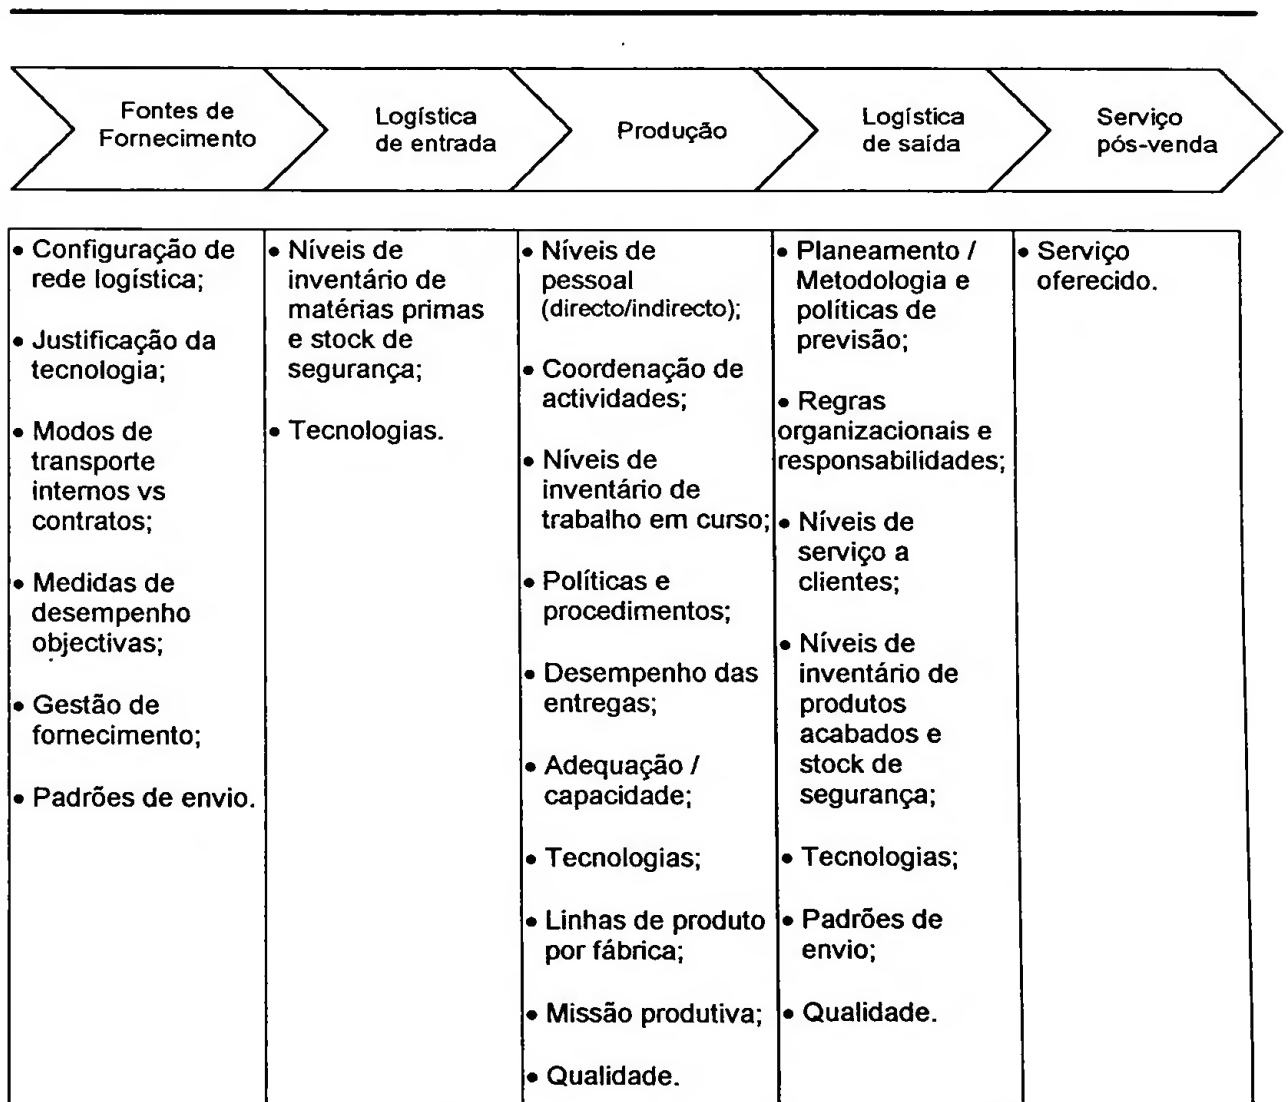 Fontes de
Fornecimento
Logística
de entrada
Produção
Logística
de saída
Serviço
pós-venda
• Configuração de
rede logística;
• Justificação da
tecnologia;
• Modos de
transporte
internos vs
contratos;
• Medidas de
desempenho
objectivas;
• Gestão de
fornecimento;
• Padrões de envio.
• Níveis de
inventário de
matérias primas
e stock de
segurança;
• Tecnologias.
• Níveis de
pessoal
(directo/indirecto);
• Coordenação de
actividades;
• Níveis de
inventário de
trabalho em curso;
• Políticas e
procedimentos;
• Desempenho das
entregas;
• Adequação /
capacidade;
• Tecnologias;
• Linhas de produto
por fábrica;
• Missão produtiva;
• Qualidade.
• Planeamento /
Metodologia e
políticas de
previsão;
• Regras
organizacionais e
responsabilidades;
• Níveis de
serviço a
clientes;
• Níveis de
inventário de
produtos
acabados e
stock de
segurança;
• Tecnologias;
• Padrões de
envio;
• Qualidade.
• Serviço
oferecido.